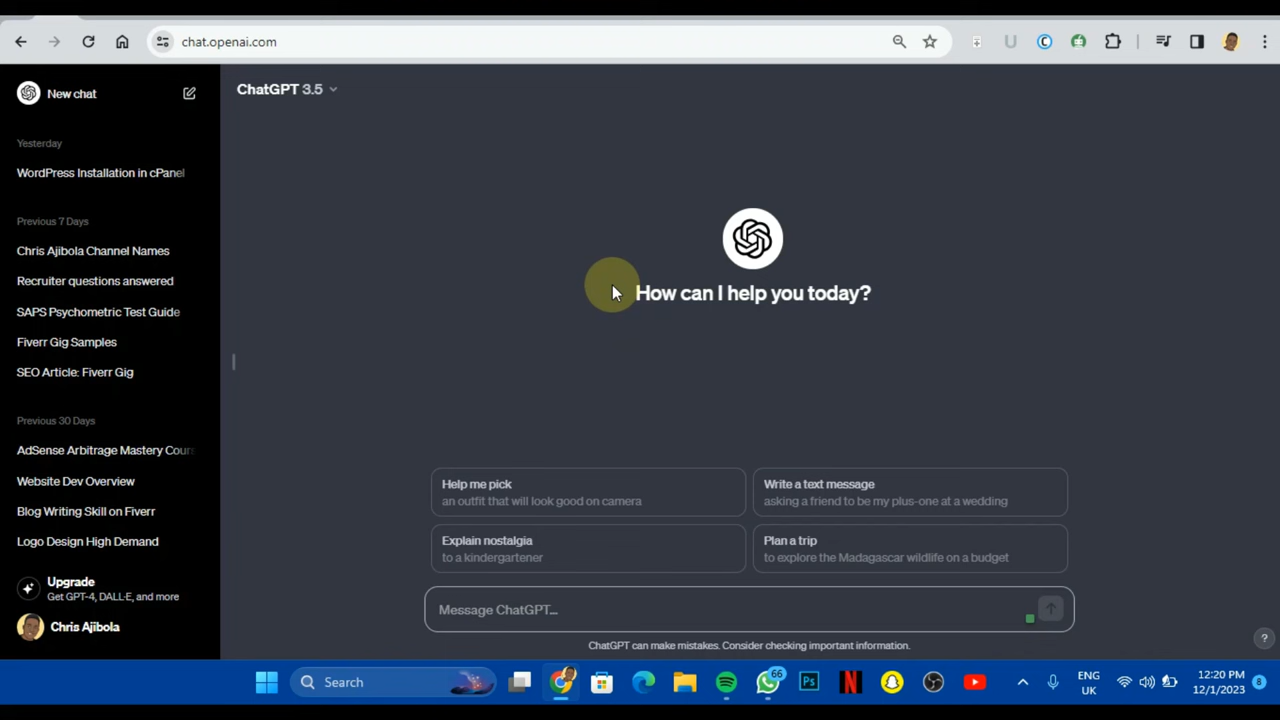 chat.openai.com
New chat
ChatGPT 3.5
Yesterday
WordPress Installation in cPanel
Previous 7 Days
Chris Ajibola Channel Names
Recruiter questions answered
SAPS Psychometric Test Guide
Fiverr Gig Samples
SEO Article: Fiverr Gig
Previous 30 Days
AdSense Arbitrage Mastery Cour
Website Dev Overview
Blog Writing Skill on Fiverr
Logo Design High Demand
Upgrade
Get GPT-4, DALL·E, and more
Chris Ajibola
How can I help you today?
Help me pick
an outfit that will look good on camera
Write a text message
asking a friend to be my plus-one at a wedding
Explain nostalgia
to a kindergartener
Plan a trip
to explore the Madagascar wildlife on a budget
Message ChatGPT...
ChatGPT can make mistakes. Consider checking important information.
?
Search
66
Ps
N
ENG
UK
12:20 PM
12/1/2023
8